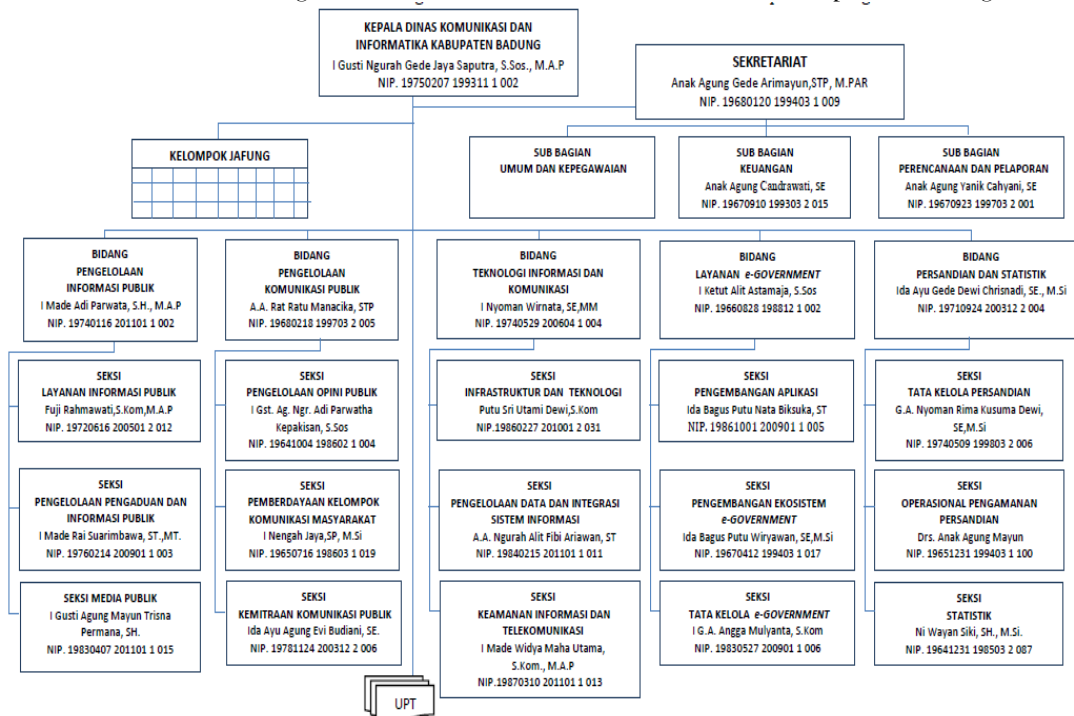 KEPALA DINAS KOMUNIKASI DAN
INFORMATIKA KABUPATEN BADUNG
I Gusti Ngurah Gede Jaya Saputra, S.Sos., M.A.P
NIP. 19750207 199311 1 002
SEKRETARIAT
Anak Agung Gede Arimayun,STP, M.PAR
NIP. 19680120 199403 1 009
KELOMPOK JAFUNG
SUB BAGIAN
UMUM DAN KEPEGAWAIAN
SUB BAGIAN
KEUANGAN
Anak Agung Candrawati, SE
NIP. 19670910 199303 2 015
SUB BAGIAN
PERENCANAAN DAN PELAPORAN
Anak Agung Yanik Cahyani, SE
NIP. 19670923 199703 2 001
BIDANG
PENGELOLAAN
INFORMASI PUBLIK
I Made Adi Parwata, S.H., M.A.P
NIP. 19740116 201101 1 002
BIDANG
PENGELOLAAN
KOMUNIKASI PUBLIK
A.A. Rat Ratu Manacika, STP
NIP. 19680218 199703 2 005
BIDANG
TEKNOLOGI INFORMASI DAN
KOMUNIKASI
I Nyoman Wirnata, SE,MM
NIP. 19740529 200604 1 004
BIDANG
LAYANAN e-GOVERNMENT
I Ketut Alit Astamaja, S.Sos
NIP. 19660828 198812 1 002
BIDANG
PERSANDIAN DAN STATISTIK
Ida Ayu Gede Dewi Chrisnadi, SE., M.Si
NIP. 19710924 200312 2 004
SEKSI
LAYANAN INFORMASI PUBLIK
Fuji Rahmawati,S.Kom,M.A.P
NIP. 19720616 200501 2 012
SEKSI
PENGELOLAAN OPINI PUBLIK
I Gst. Ag. Ngr. Adi Parwatha
Kepakisan, S.Sos
NIP. 19641004 198602 1 004
SEKSI
INFRASTRUKTUR DAN TEKNOLOGI
Putu Sri Utami Dewi,S.Kom
NIP.19860227 201001 2 031
SEKSI
PENGEMBANGAN APLIKASI
Ida Bagus Putu Nata Biksuka, ST
NIP. 19861001 200901 1 005
SEKSI
TATA KELOLA PERSANDIAN
G.A. Nyoman Rima Kusuma Dewi,
SE,M.Si
NIP. 19740509 199803 2 006
SEKSI
PENGELOLAAN PENGADUAN DAN
INFORMASI PUBLIK
I Made Rai Suarimbawa, ST.,MT.
NIP. 19760214 200901 1 003
SEKSI
PEMBERDAYAAN KELOMPOK
KOMUNIKASI MASYARAKAT
I Nengah Jaya,SP, M.Si
NIP. 19650716 198603 1 019
SEKSI
PENGELOLAAN DATA DAN INTEGRASI
SISTEM INFORMASI
A.A. Ngurah Alit Fibi Ariawan, ST
NIP. 19840215 201101 1 011
SEKSI
PENGEMBANGAN EKOSISTEM
e-GOVERNMENT
Ida Bagus Putu Wiryawan, SE,M.Si
NIP. 19670412 199403 1 017
SEKSI
OPERASIONAL PENGAMANAN
PERSANDIAN
Drs. Anak Agung Mayun
NIP. 19651231 199403 1 100
SEKSI MEDIA PUBLIK
I Gusti Agung Mayun Trisna
Permana, SH.
NIP. 19830407 201101 1 015
SEKSI
KEMITRAAN KOMUNIKASI PUBLIK
Ida Ayu Agung Evi Budiani, SE.
NIP. 19781124 200312 2 006
SEKSI
KEAMANAN INFORMASI DAN
TELEKOMUNIKASI
I Made Widya Maha Utama,
S.Kom., M.A.P
NIP.19870310 201101 1 013
SEKSI
TATA KELOLA e-GOVERNMENT
I G.A. Angga Mulyanta, S.Kom
NIP. 19830527 200901 1 006
SEKSI
STATISTIK
Ni Wayan Siki, SH., M.Si.
NIP. 19641231 198503 2 087
UPT